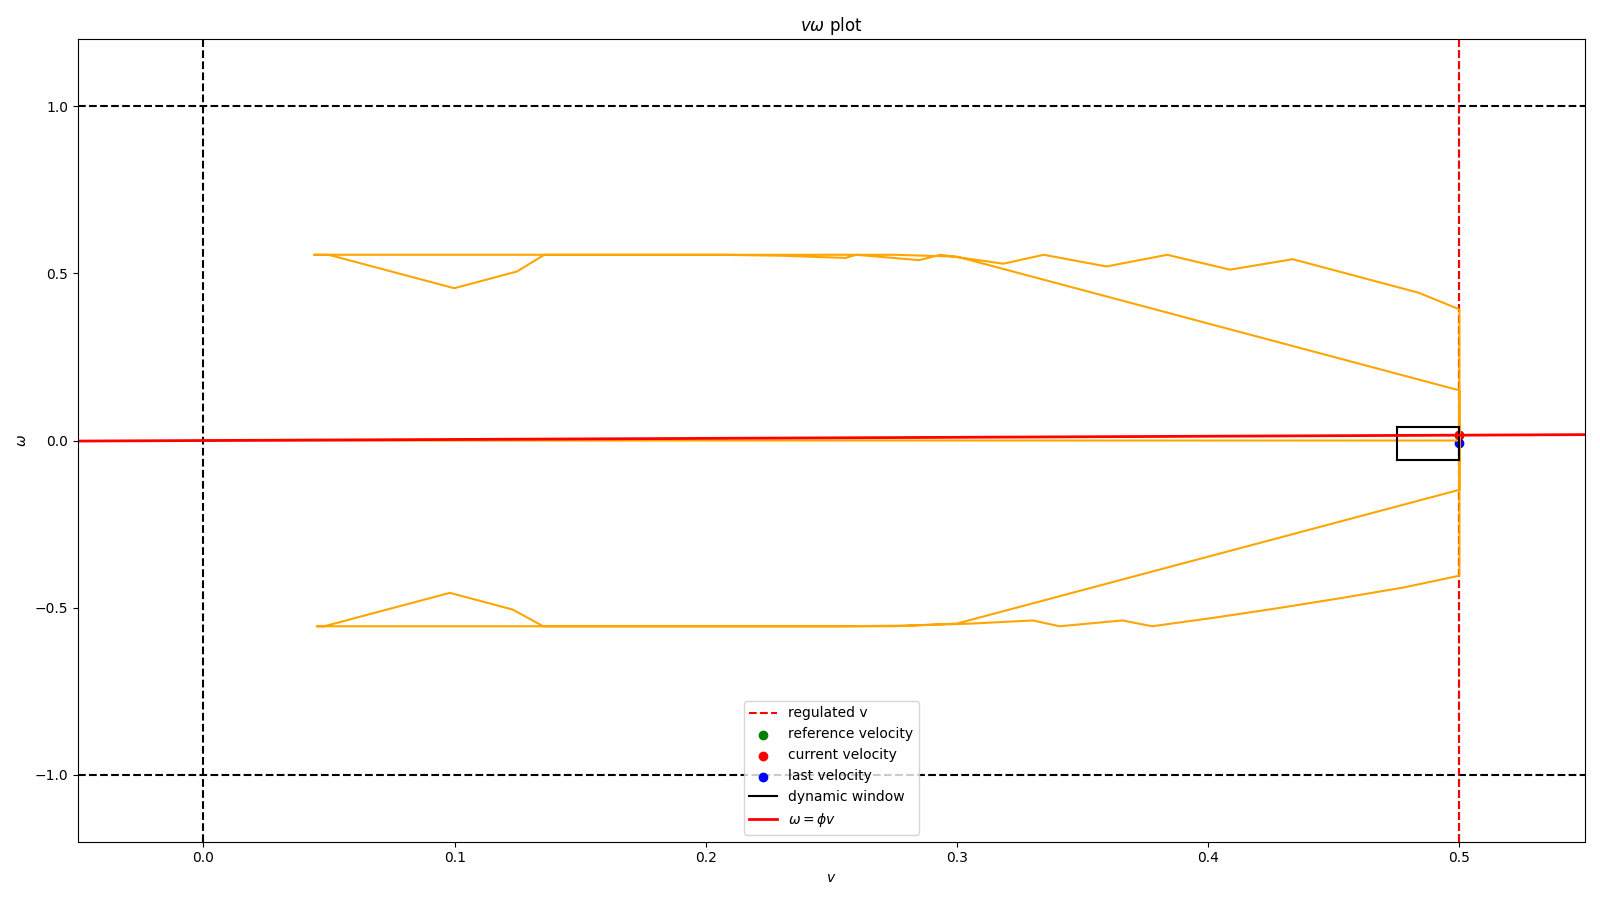 vω plot
ω
1.0
0.5
0.0
−0.5
−1.0
regulated v
reference velocity
current velocity
last velocity
dynamic window
ω = ϕv
0.0 0.1 0.2 0.3 0.4 0.5
v